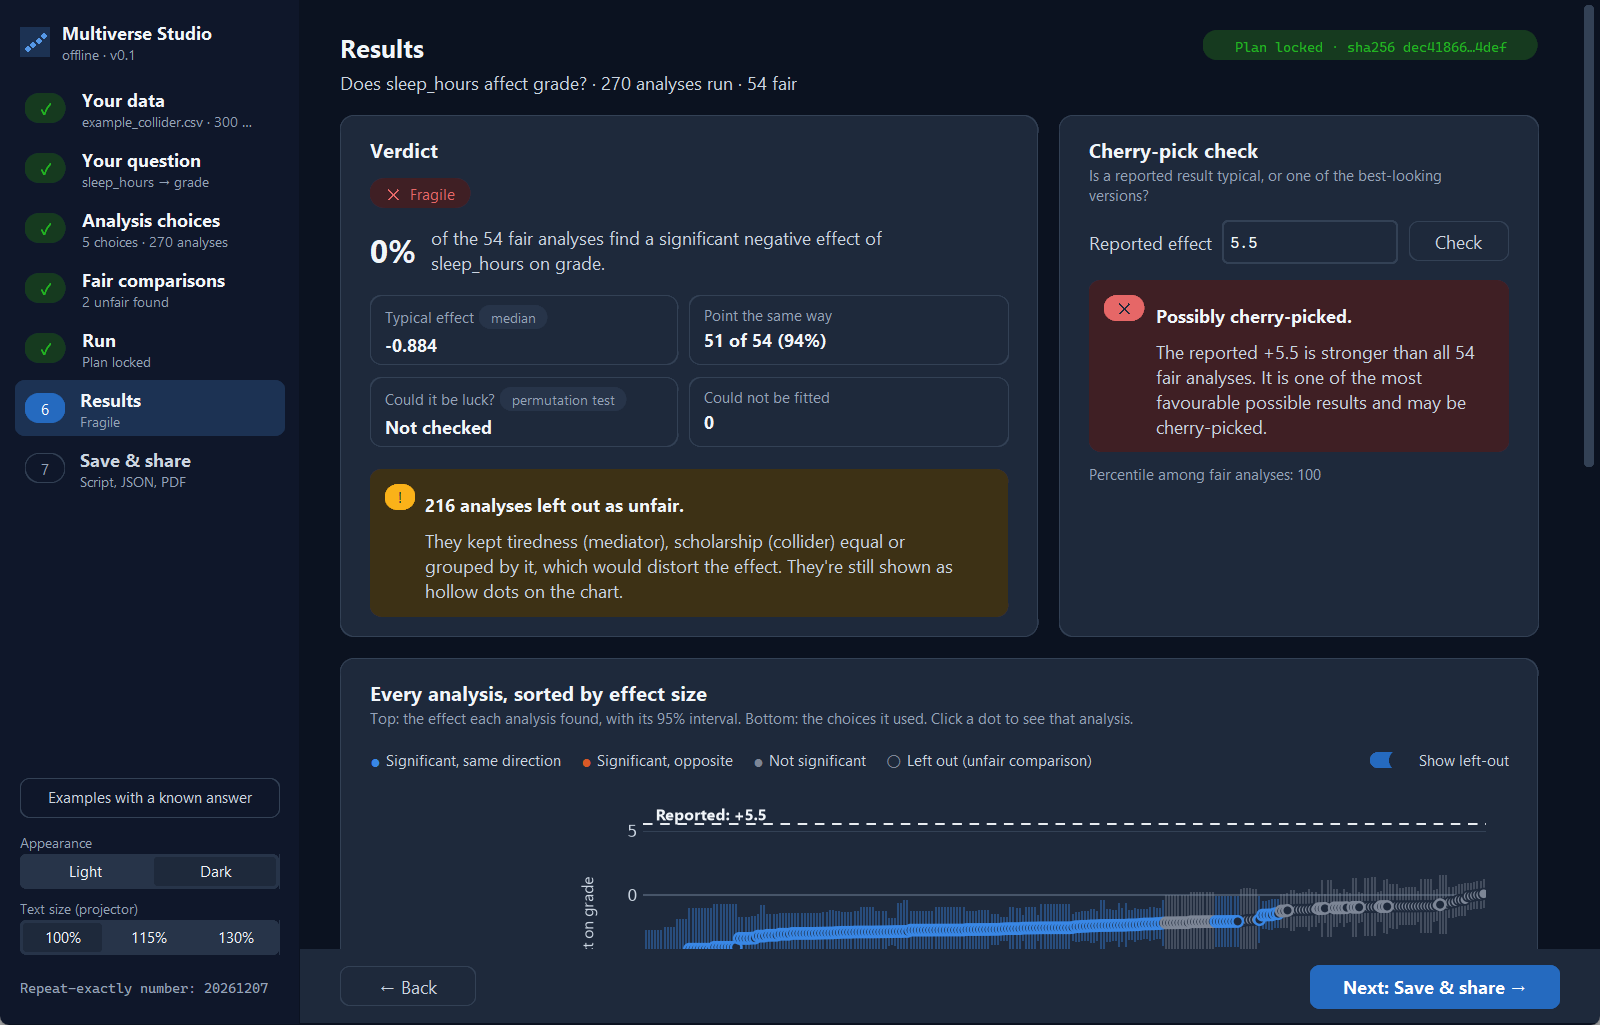 Multiverse Studio
offline · v0.1
✓
Your data
example_collider.csv · 300 ...
✓
Your question
sleep_hours → grade
✓
Analysis choices
5 choices · 270 analyses
✓
Fair comparisons
2 unfair found
✓
Run
Plan locked
6
Results
Fragile
7
Save & share
Script, JSON, PDF
Examples with a known answer
Appearance
Light
Dark
Text size (projector)
100%
115%
130%
Repeat-exactly number: 20261207
Results
Plan locked · sha256 dec41866…4def
Does sleep_hours affect grade? · 270 analyses run · 54 fair
Verdict
✕ Fragile
0%
of the 54 fair analyses find a significant negative effect of
sleep_hours on grade.
Typical effect median
-0.884
Point the same way
51 of 54 (94%)
Could it be luck? permutation test
Not checked
Could not be fitted
0
!
216 analyses left out as unfair.
They kept tiredness (mediator), scholarship (collider) equal or
grouped by it, which would distort the effect. They're still shown as
hollow dots on the chart.
Cherry-pick check
Is a reported result typical, or one of the best-looking
versions?
Reported effect
5.5
Check
✕
Possibly cherry-picked.
The reported +5.5 is stronger than all 54
fair analyses. It is one of the most
favourable possible results and may be
cherry-picked.
Percentile among fair analyses: 100
Every analysis, sorted by effect size
Top: the effect each analysis found, with its 95% interval. Bottom: the choices it used. Click a dot to see that analysis.
Significant, same direction
Significant, opposite
Not significant
Left out (unfair comparison)
Show left-out
Reported: +5.5
5
0
t on grade
← Back
Next: Save & share →